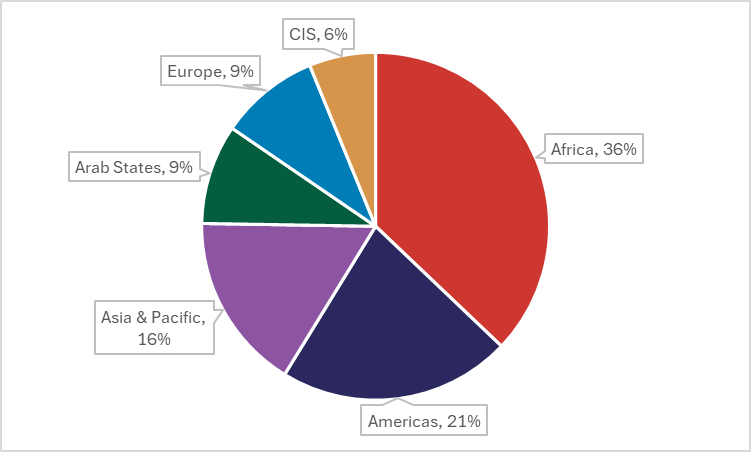 CIS, 6%
Europe, 9%
Africa, 36%
Arab States, 9%
Asia & Pacific,
16%
Americas, 21%